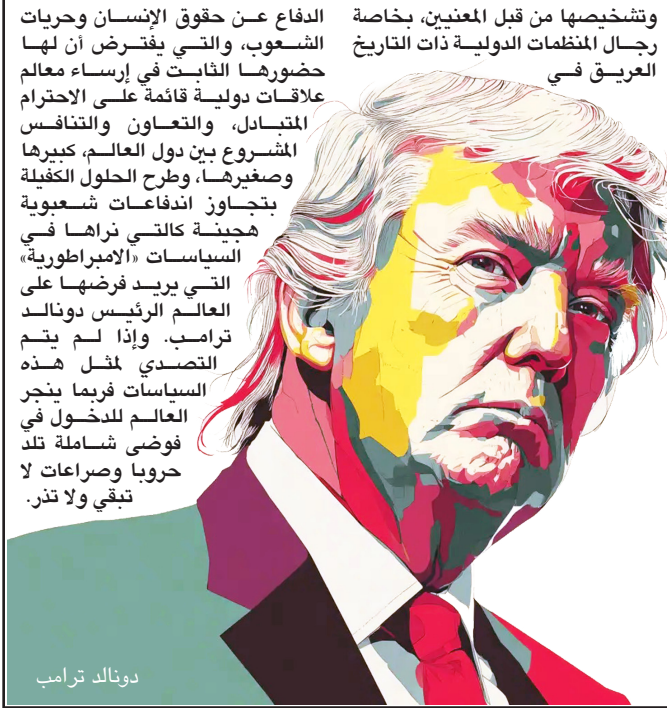 وتشخيصها من قبل المعنيين، بخاصة
رجال المنظمات الدولية ذات التاريخ
العريق في
الدفاع عن حقوق الإنسان وحريات
الشعوب، والتي يفترض أن لها
حضورها الثابت في إرساء معالم
علاقات دولية قائمة على الاحترام
المتبادل، والتعاون والتنافس
المشروع بين دول العالم، كبيرها
وصغيرها، وطرح الحلول الكفيلة
بتجاوز اندفاعات شعبوية
هجينة كالتي نراها في
السياسات «الامبراطورية»
التي يريد فرضها على
العالم الرئيس دونالد
ترامب. وإذا لم يتم
التصدي لمثل هذه
السياسات فربما ينجر
العالم للدخول في
فوضى شاملة تلد
حروبا وصراعات لا
تبقي ولا تذر.
دونالد ترامب